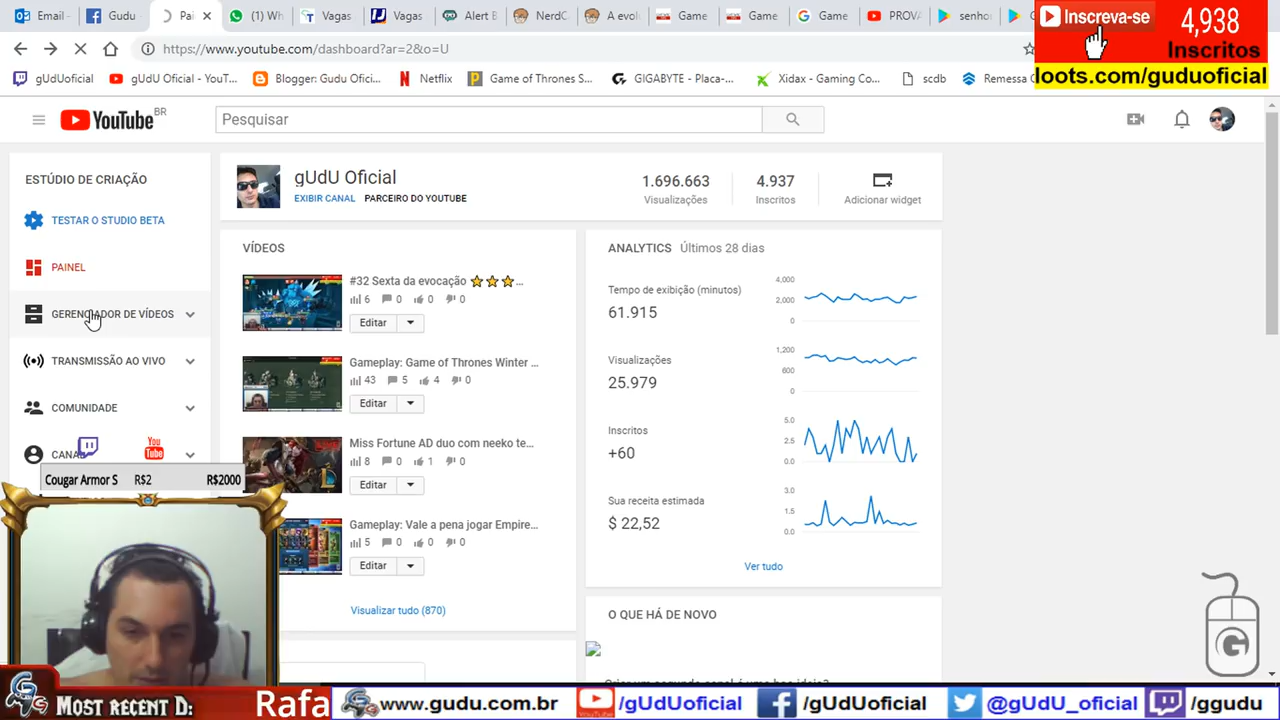 Email -
Gudu
Pai
(1) Wh
Vagas
Vagas
Alert B
NerdC
A evol
Game
Game
Game
PROVA
senho
Inscreva-se
4,938
Inscritos
loots.com/guduoficial
https://www.youtube.com/dashboard?ar=2&o=U
gUduoficial
gUdU Oficial - YouT...
Blogger: Gudu Ofici...
Netflix
Game Of Thrones S...
GIGABYTE - Placa-...
Xidax - Gaming Co...
scdb
Remessa
YouTube BR
Pesquisar
ESTÚDIO DE CRIAÇÃO
TESTAR O STUDIO BETA
PAINEL
GERENCIADOR DE VÍDEOS
TRANSMISSÃO AO VIVO
COMUNIDADE
CANAL
YouTube
Cougar Armor S R$2 R$2000
gUdU Oficial
EXIBIR CANAL PARCEIRO DO YOUTUBE
1.696.663
Visualizações
4.937
Inscritos
Adicionar widget
VÍDEOS
#32 Sexta da evocação ⭐⭐⭐...
6 0 0 0
Editar
Gameplay: Game of Thrones Winter ...
43 5 4 0
Editar
Miss Fortune AD duo com neeko te...
8 0 1 0
Editar
Gameplay: Vale a pena jogar Empire...
5 0 0 0
Editar
Visualizar tudo (870)
ANALYTICS Últimos 28 dias
Tempo de exibição (minutos)
61.915
4,000
2,000
0
Visualizações
25.979
1,200
600
0
Inscritos
+60
5.0
2.5
0.0
Sua receita estimada
$ 22,52
3.0
1.5
0.0
Ver tudo
O QUE HÁ DE NOVO
Most recent D:
Rafa
www.gudu.com.br
YouTube
/gUdUoficial
/gUdUoficial
@gUdU_oficial
/ggudu